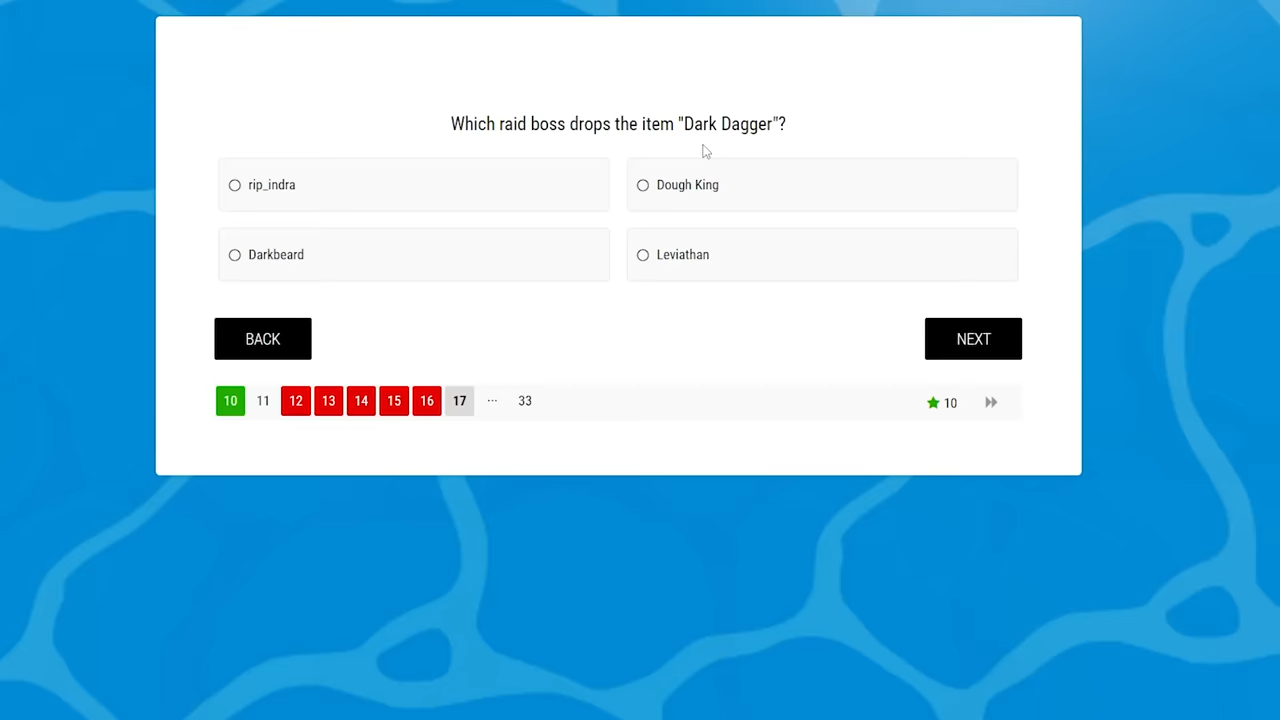 Which raid boss drops the item "Dark Dagger"?
rip_indra
Dough King
Darkbeard
Leviathan
BACK
NEXT
10 11 12 13 14 15 16 17 ... 33
10